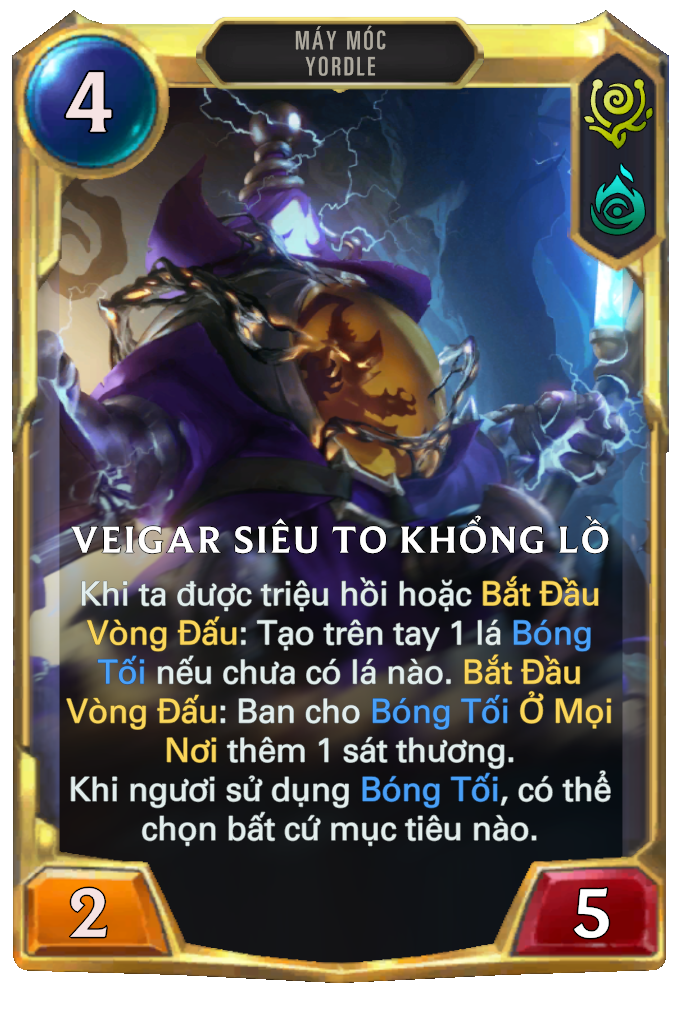 MÁY MÓC
YORDLE
4
VEIGAR SIÊU TO KHỔNG LỒ
Khi ta được triệu hồi hoặc Bắt Đầu
Vòng Đấu: Tạo trên tay 1 lá Bóng
Tối nếu chưa có lá nào. Bắt Đầu
Vòng Đấu: Ban cho Bóng Tối Ở Mọi
Nơi thêm 1 sát thương.
Khi ngươi sử dụng Bóng Tối, có thể
chọn bất cứ mục tiêu nào.
2
5